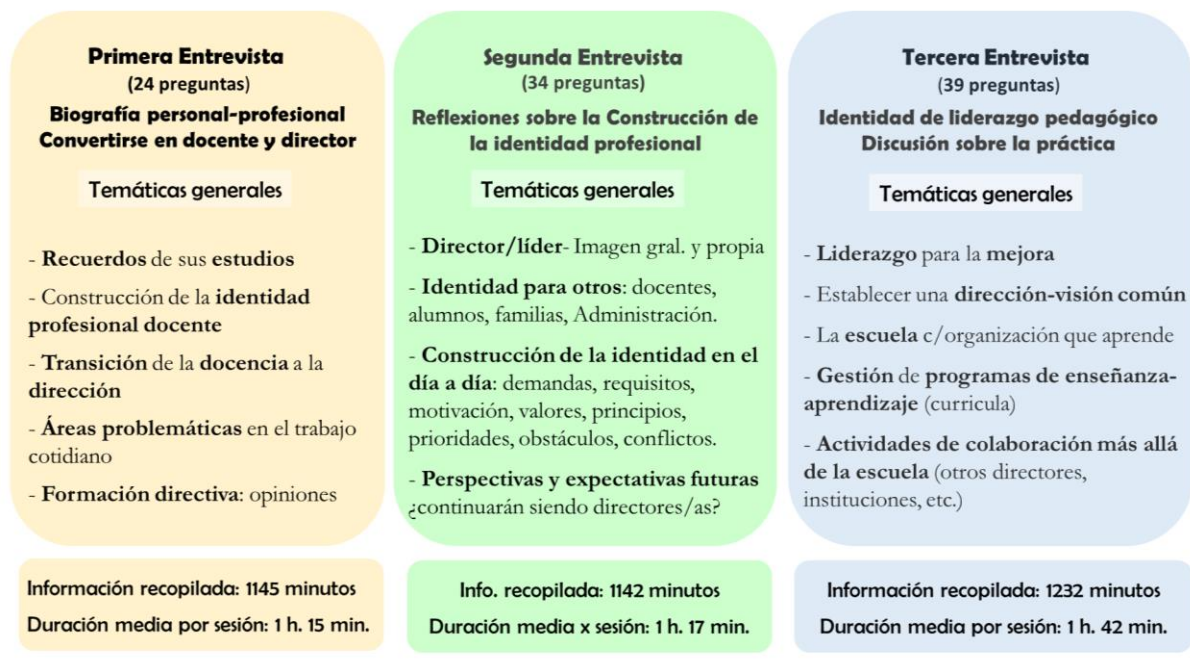 Primera Entrevista
(24 preguntas)
Biografía personal-profesional
Convertirse en docente y director
Temáticas generales
- Recuerdos de sus estudios
- Construcción de la identidad
profesional docente
- Transición de la docencia a la
dirección
- Áreas problemáticas en el trabajo
cotidiano
- Formación directiva: opiniones
Información recopilada: 1145 minutos
Duración media por sesión: 1 h. 15 min.
Segunda Entrevista
(34 preguntas)
Reflexiones sobre la Construcción de
la identidad profesional
Temáticas generales
- Director/líder- Imagen gral. y propia
- Identidad para otros: docentes,
alumnos, familias, Administración.
- Construcción de la identidad en el
día a día: demandas, requisitos,
motivación, valores, principios,
prioridades, obstáculos, conflictos.
- Perspectivas y expectativas futuras
¿continuarán siendo directores/as?
Info. recopilada: 1142 minutos
Duración media x sesión: 1 h. 17 min.
Tercera Entrevista
(39 preguntas)
Identidad de liderazgo pedagógico
Discusión sobre la práctica
Temáticas generales
- Liderazgo para la mejora
- Establecer una dirección-visión común
- La escuela c/organización que aprende
- Gestión de programas de enseñanza-
aprendizaje (curricula)
- Actividades de colaboración más allá
de la escuela (otros directores,
instituciones, etc.)
Información recopilada: 1232 minutos
Duración media por sesión: 1 h. 42 min.